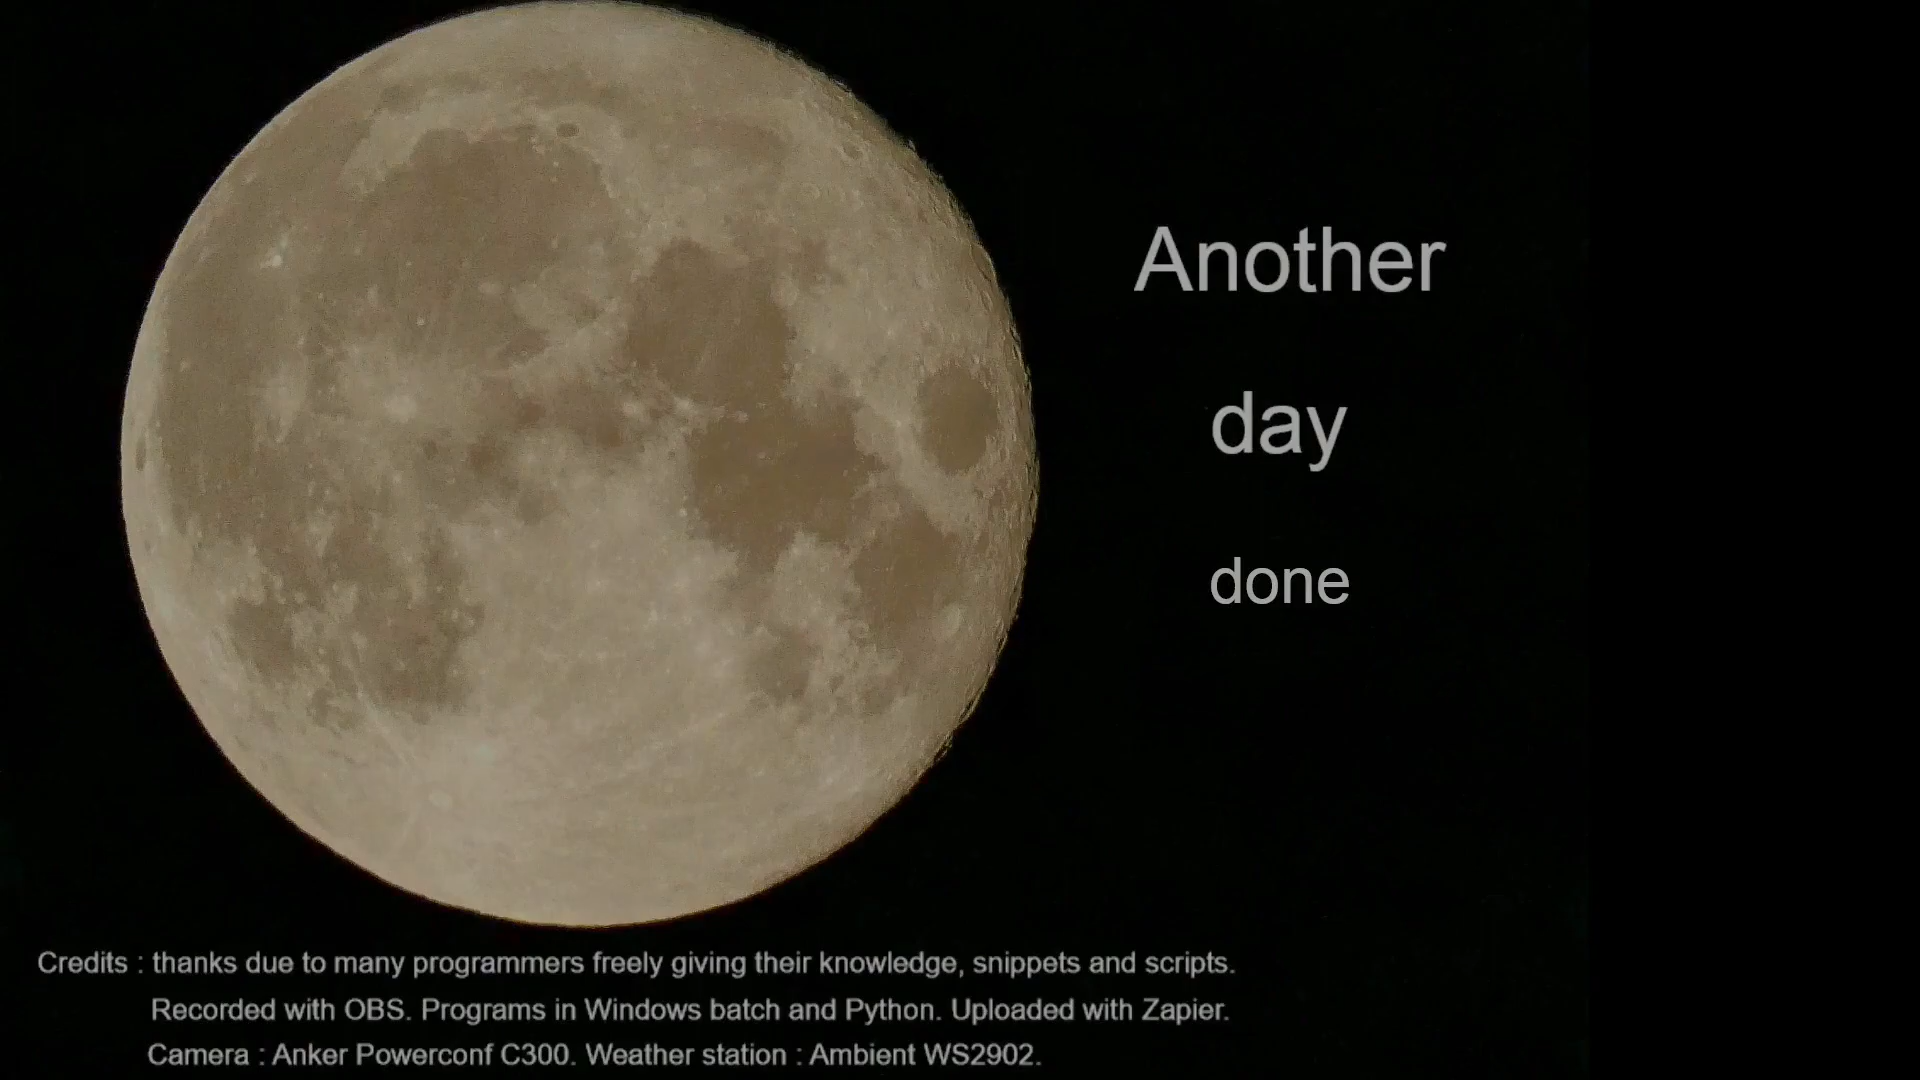 Another
day
done
Credits : thanks due to many programmers freely giving their knowledge, snippets and scripts.
Recorded with OBS. Programs in Windows batch and Python. Uploaded with Zapier.
Camera : Anker Powerconf C300. Weather station : Ambient WS2902.